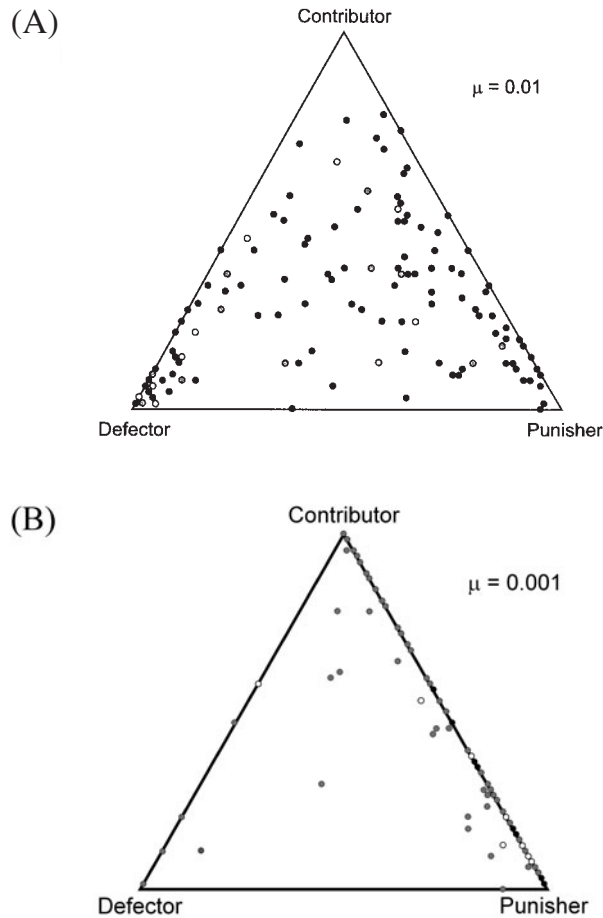 (A)
Contributor
μ = 0.01
Defector
Punisher
(B)
Contributor
μ = 0.001
Defector
Punisher